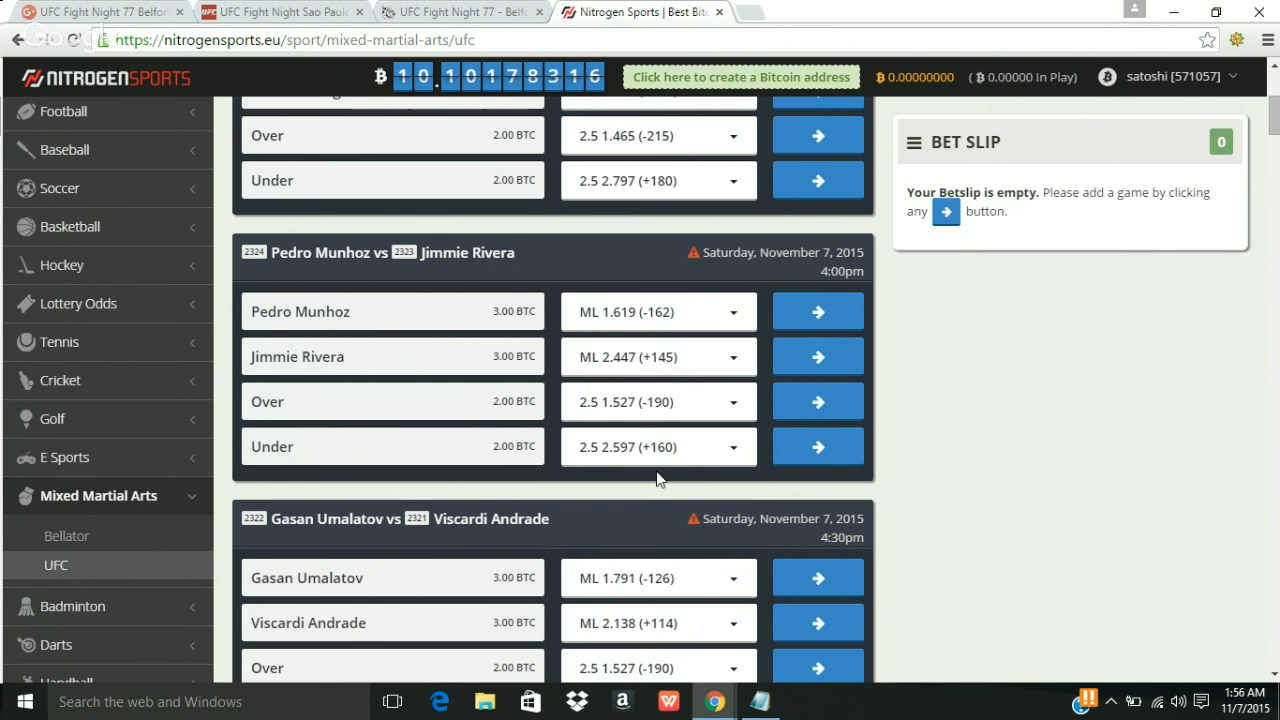 UFC Fight Night 77 Belfor
UFC Fight Night Sao Paulo
UFC Fight Night 77 - Belfo
Nitrogen Sports | Best Bitc
https://nitrogensports.eu/sport/mixed-martial-arts/ufc
NITROGENSPORTS
10.10178316
Click here to create a Bitcoin address
0.00000000
( 0.00000 In Play)
satoshi [571057]
Football
Baseball
Soccer
Basketball
Hockey
Lottery Odds
Tennis
Cricket
Golf
E Sports
Mixed Martial Arts
Bellator
UFC
Badminton
Darts
Over 2.00 BTC 2.5 1.465 (-215)
Under 2.00 BTC 2.5 2.797 (+180)
2324 Pedro Munhoz vs 2323 Jimmie Rivera Saturday, November 7, 2015
4:00pm
Pedro Munhoz 3.00 BTC ML 1.619 (-162)
Jimmie Rivera 3.00 BTC ML 2.447 (+145)
Over 2.00 BTC 2.5 1.527 (-190)
Under 2.00 BTC 2.5 2.597 (+160)
2322 Gasan Umalatov vs 2321 Viscardi Andrade Saturday, November 7, 2015
4:30pm
Gasan Umalatov 3.00 BTC ML 1.791 (-126)
Viscardi Andrade 3.00 BTC ML 2.138 (+114)
Over 2.00 BTC 2.5 1.527 (-190)
BET SLIP 0
Your Betslip is empty. Please add a game by clicking
any button.
Search the web and Windows
1:56 AM
11/7/2015